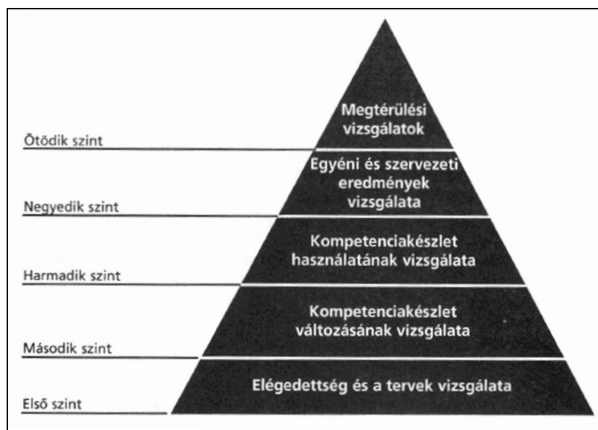 Megtérülési
vizsgálatok
Ötödik szint
Egyéni és szervezeti
eredmények
vizsgálata
Negyedik szint
Kompetenciakészlet
használatának vizsgálata
Harmadik szint
Kompetenciakészlet
változásának vizsgálata
Második szint
Elégedettség és a tervek vizsgálata
Első szint